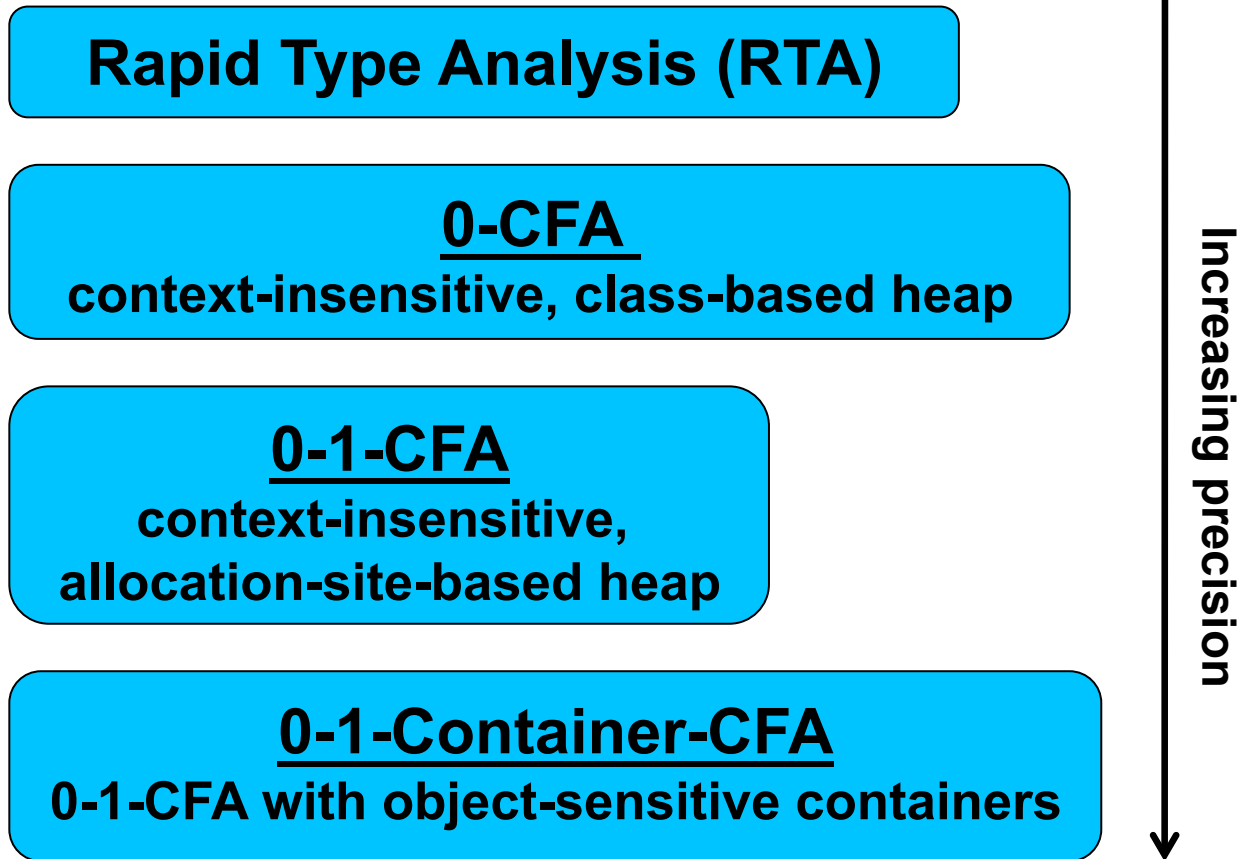 Rapid Type Analysis (RTA)
0-CFA
context-insensitive, class-based heap
0-1-CFA
context-insensitive,
allocation-site-based heap
0-1-Container-CFA
0-1-CFA with object-sensitive containers
Increasing precision